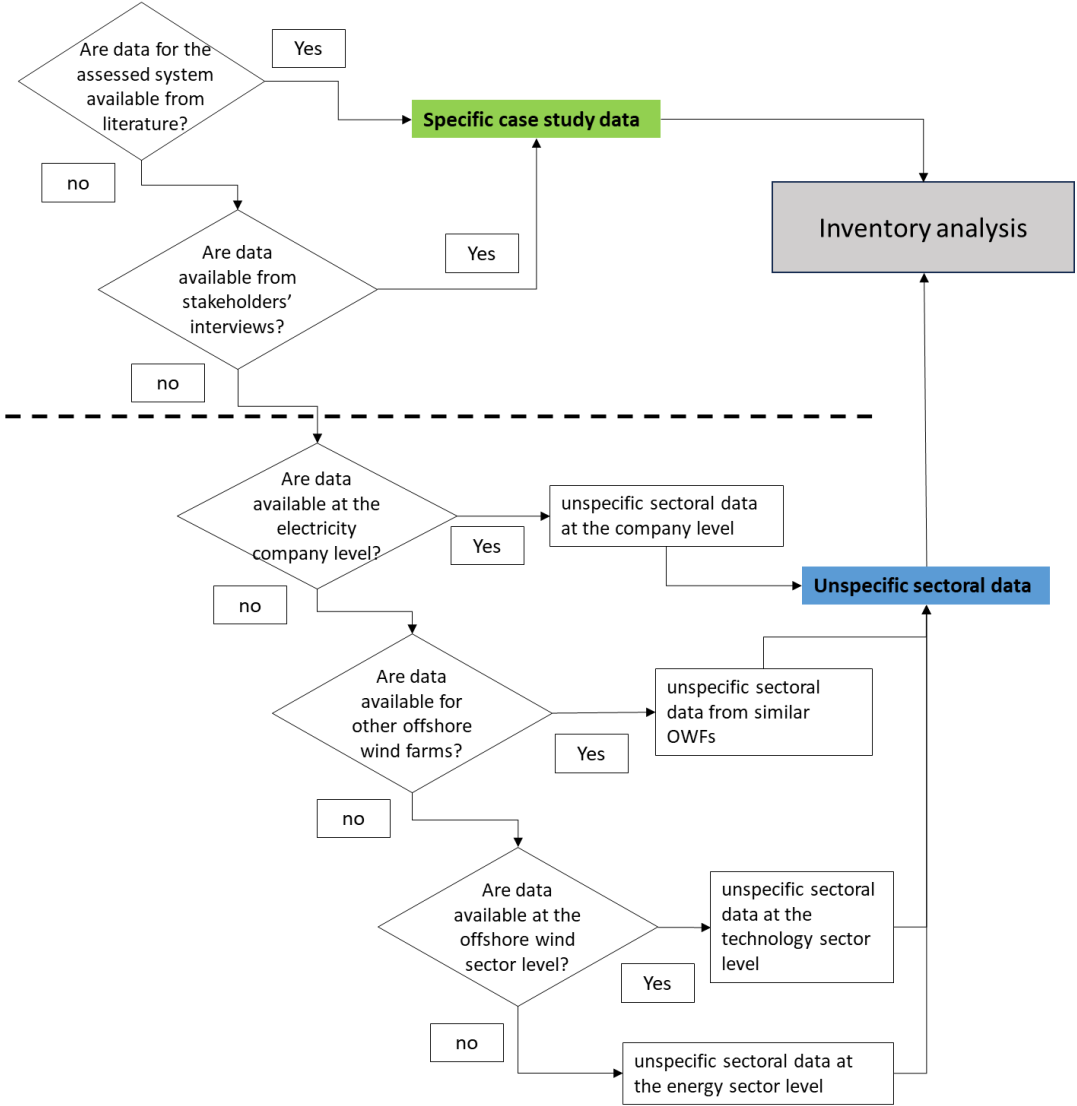 Are data for the
assessed system
available from
literature?
Yes
Specific case study data
no
Inventory analysis
Are data
available from
stakeholders’
interviews?
Yes
no
Are data
available at the
electricity
company level?
Yes
unspecific sectoral data
at the company level
Unspecific sectoral data
no
Are data
available for
other offshore
wind farms?
Yes
unspecific sectoral
data from similar
OWFs
no
Are data
available at the
offshore wind
sector level?
Yes
unspecific sectoral
data at the
technology sector
level
no
unspecific sectoral data at
the energy sector level